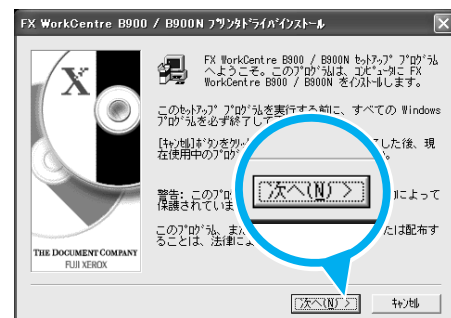 FX WorkCentre B900 / B900N ﾌﾟﾘﾝﾀﾄﾞﾗｲﾊﾞｲﾝｽﾄｰﾙ
FX WorkCentre B900 / B900N ｾｯﾄｱｯﾌﾟ ﾌﾟﾛｸﾞﾗﾑ
へようこそ。このﾌﾟﾛｸﾞﾗﾑは、ｺﾝﾋﾟｭｰﾀに FX
WorkCentre B900 / B900N をｲﾝｽﾄｰﾙします。
このｾｯﾄｱｯﾌﾟ ﾌﾟﾛｸﾞﾗﾑを実行する前に、すべての Windows
ﾌﾟﾛｸﾞﾗﾑを必ず終了して
[ｷｬﾝｾﾙ]ﾎﾞﾀﾝをｸﾘｯ した後、現
在使用中のﾌﾟﾛｸﾞ
警告: このﾌﾟﾛ によって
保護されていま
このﾌﾟﾛｸﾞﾗﾑ、ま たは配布す
ることは、法律によ
次へ(N) >
THE DOCUMENT COMPANY
FUJI XEROX
次へ(N) >
ｷｬﾝｾﾙ